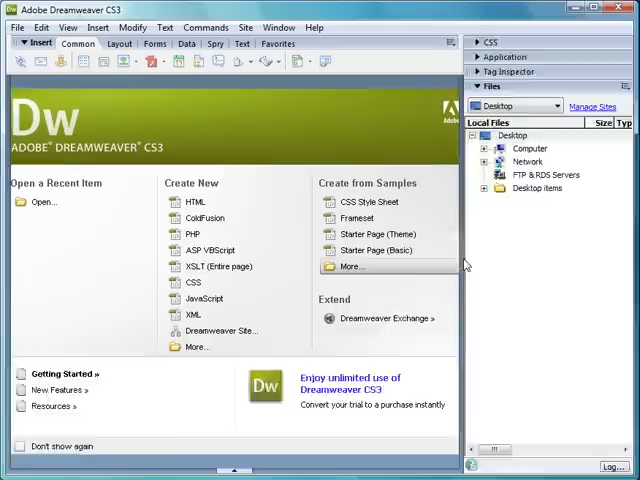 Dw Adobe Dreamweaver CS3
File Edit View Insert Modify Text Commands Site Window Help
Insert Common Layout Forms Data Spry Text Favorites
CSS
Application
Tag Inspector
Files
Desktop Manage Sites
Local Files Size Typ
Desktop
Computer
Network
FTP & RDS Servers
Desktop items
Dw
ADOBE® DREAMWEAVER® CS3
Adobe
Open a Recent Item
Open...
Create New
HTML
ColdFusion
PHP
ASP VBScript
XSLT (Entire page)
CSS
JavaScript
XML
Dreamweaver Site...
More...
Create from Samples
CSS Style Sheet
Frameset
Starter Page (Theme)
Starter Page (Basic)
More...
Extend
Dreamweaver Exchange »
Getting Started »
New Features »
Resources »
Dw
Enjoy unlimited use of
Dreamweaver CS3
Convert your trial to a purchase instantly
Don't show again
Log...